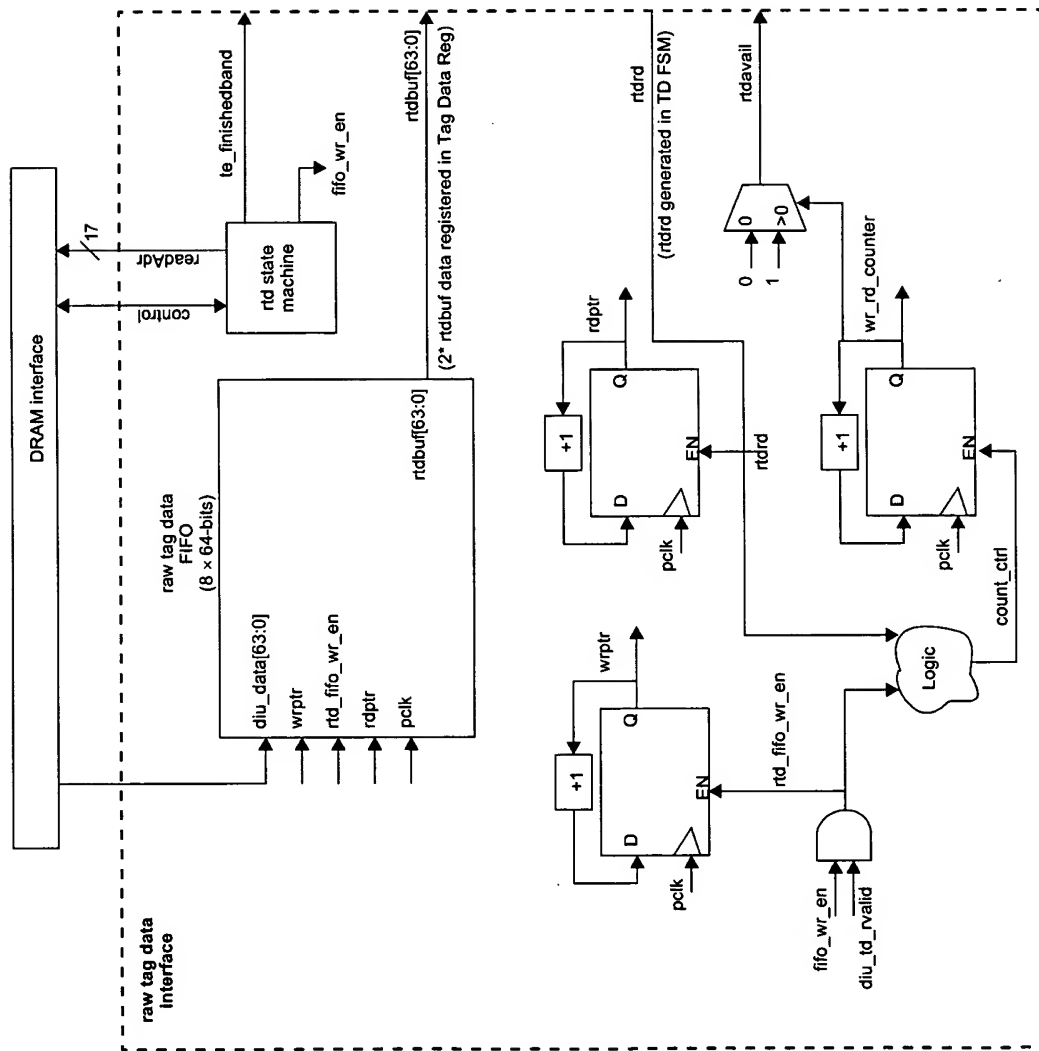 DRAM interface
raw tag data
interface
control
readAdr
17
rtd state
machine
te_finishedband
fifo_wr_en
raw tag data
FIFO
(8 × 64-bits)
diu_data[63:0]
wrptr
rtd_fifo_wr_en
rdptr
pclk
rtdbuf[63:0]
rtdbuf[63:0]
(2* rtdbuf data registered in Tag Data Reg)
+1
D
Q
EN
pclk
wrptr
rtd_fifo_wr_en
fifo_wr_en
diu_td_rvalid
+1
D
Q
EN
pclk
rdptr
rtdrd
rtdrd
(rtdrd generated in TD FSM)
Logic
count_ctrl
+1
D
Q
EN
pclk
wr_rd_counter
0
1
0
>0
rtdavail